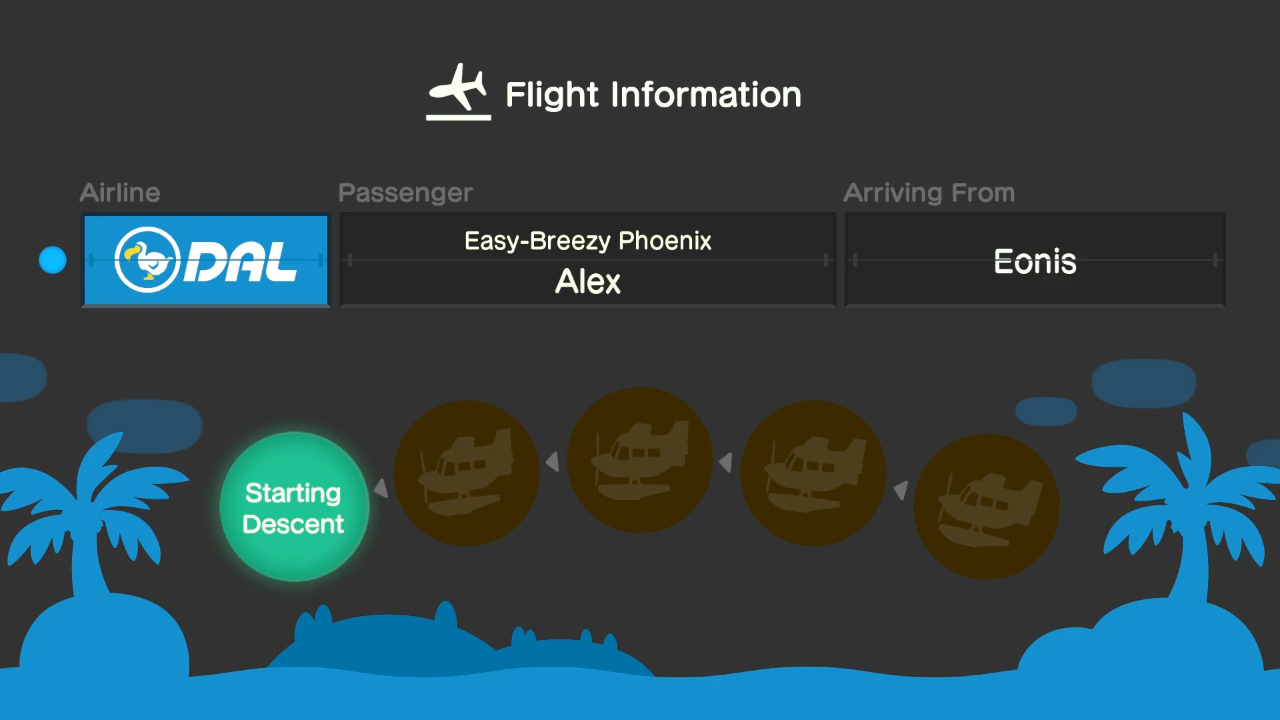 Flight Information
Airline
Passenger
Arriving From
DAL
Easy-Breezy Phoenix
Alex
Eonis
Starting
Descent